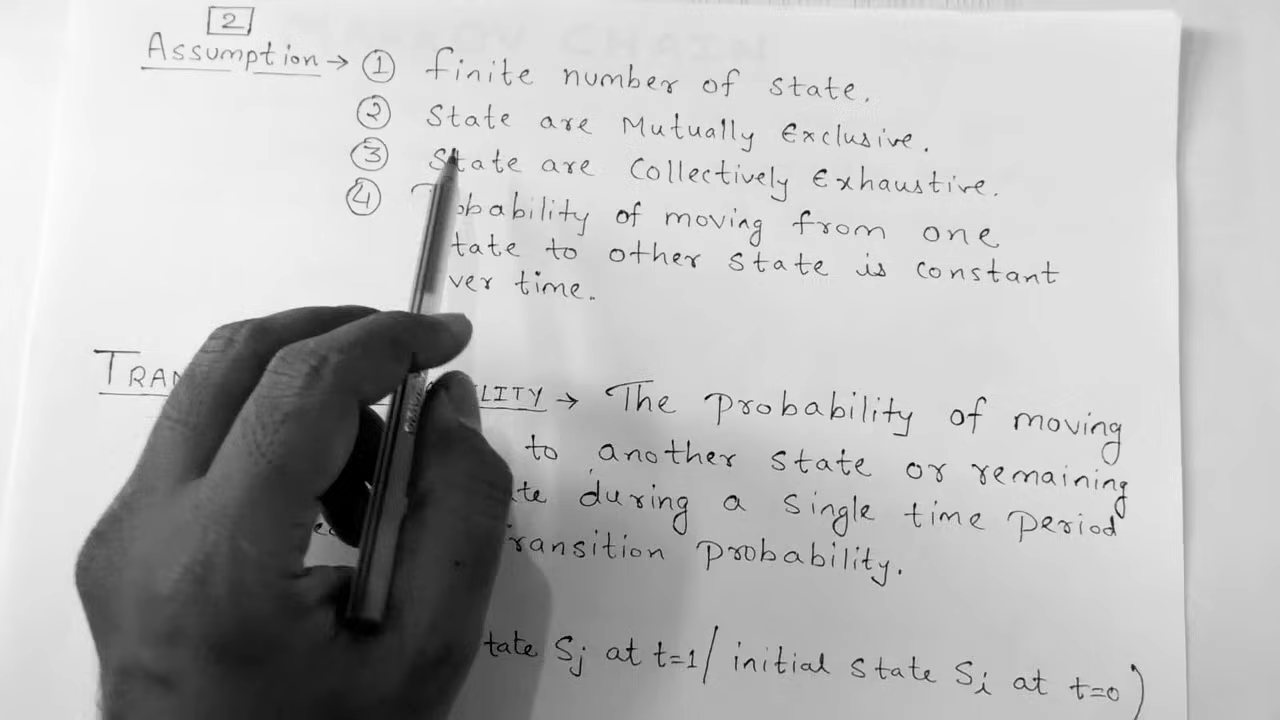 2
Assumption → ① finite number of state.
② State are Mutually Exclusive.
③ State are Collectively Exhaustive.
④ obability of moving from one
tate to other state is constant
ver time.
TRAN LITY → The probability of moving
to another state or remaining
te during a single time period
ransition probability.
tate Sj at t=1 / initial state Si at t=0 )